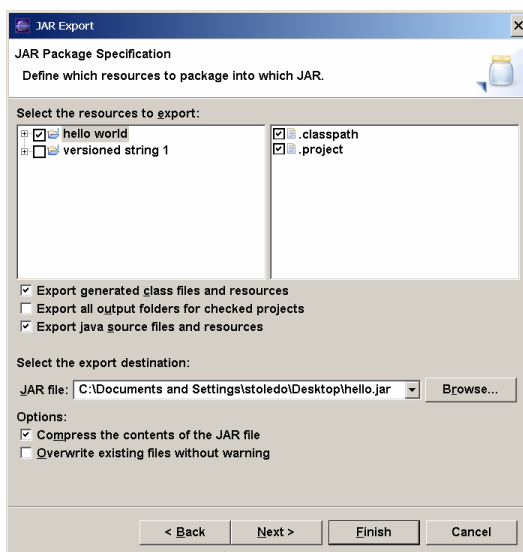 JAR Export
JAR Package Specification
Define which resources to package into which JAR.
Select the resources to export:
hello world
versioned string 1
.classpath
.project
Export generated class files and resources
Export all output folders for checked projects
Export java source files and resources
Select the export destination:
JAR file: C:\Documents and Settings\stoledo\Desktop\hello.jar Browse...
Options:
Compress the contents of the JAR file
Overwrite existing files without warning
< Back Next > Finish Cancel